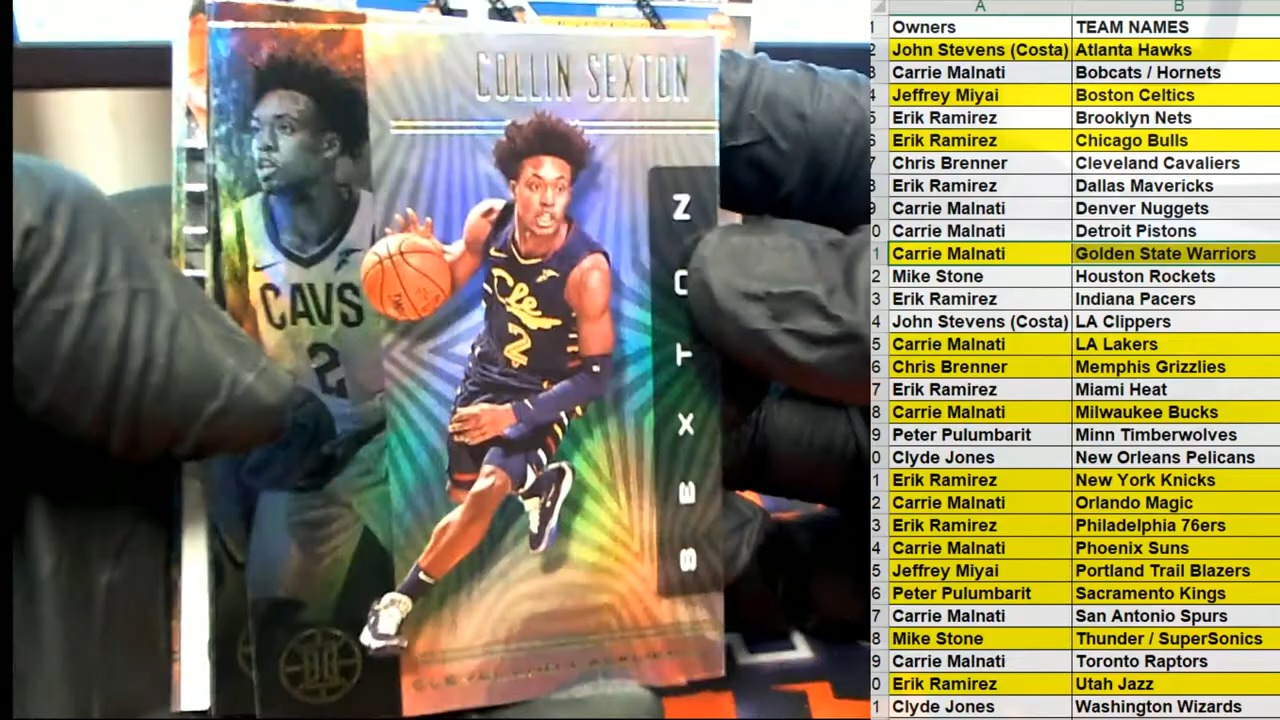 COLLIN SEXTON
SEXTON
CAVS
2
Cle
2
A B
1 Owners TEAM NAMES
2 John Stevens (Costa) Atlanta Hawks
3 Carrie Malnati Bobcats / Hornets
4 Jeffrey Miyai Boston Celtics
5 Erik Ramirez Brooklyn Nets
6 Erik Ramirez Chicago Bulls
7 Chris Brenner Cleveland Cavaliers
8 Erik Ramirez Dallas Mavericks
9 Carrie Malnati Denver Nuggets
0 Carrie Malnati Detroit Pistons
1 Carrie Malnati Golden State Warriors
2 Mike Stone Houston Rockets
3 Erik Ramirez Indiana Pacers
4 John Stevens (Costa) LA Clippers
5 Carrie Malnati LA Lakers
6 Chris Brenner Memphis Grizzlies
7 Erik Ramirez Miami Heat
8 Carrie Malnati Milwaukee Bucks
9 Peter Pulumbarit Minn Timberwolves
0 Clyde Jones New Orleans Pelicans
1 Erik Ramirez New York Knicks
2 Carrie Malnati Orlando Magic
3 Erik Ramirez Philadelphia 76ers
4 Carrie Malnati Phoenix Suns
5 Jeffrey Miyai Portland Trail Blazers
6 Peter Pulumbarit Sacramento Kings
7 Carrie Malnati San Antonio Spurs
8 Mike Stone Thunder / SuperSonics
9 Carrie Malnati Toronto Raptors
0 Erik Ramirez Utah Jazz
1 Clyde Jones Washington Wizards